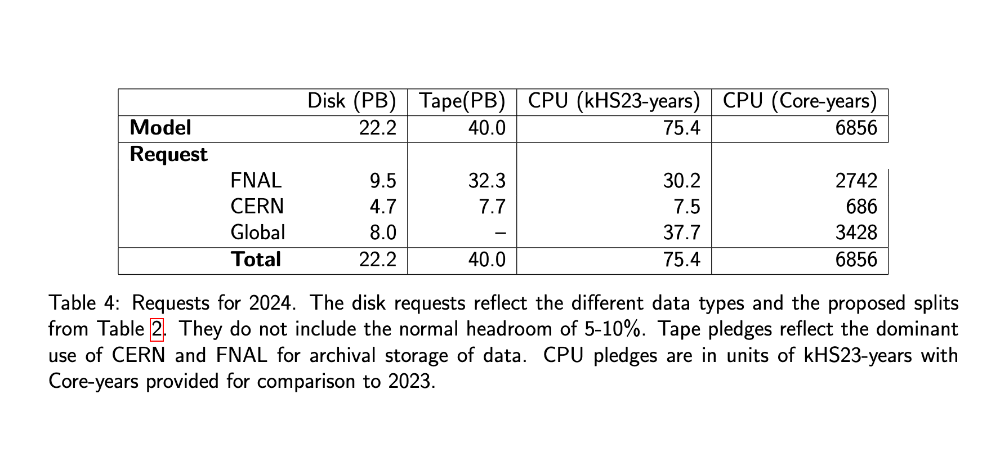 Disk (PB) Tape(PB) CPU (kHS23-years) CPU (Core-years)
Model 22.2 40.0 75.4 6856
Request
FNAL 9.5 32.3 30.2 2742
CERN 4.7 7.7 7.5 686
Global 8.0 – 37.7 3428
Total 22.2 40.0 75.4 6856
Table 4: Requests for 2024. The disk requests reflect the different data types and the proposed splits
from Table 2. They do not include the normal headroom of 5-10%. Tape pledges reflect the dominant
use of CERN and FNAL for archival storage of data. CPU pledges are in units of kHS23-years with
Core-years provided for comparison to 2023.